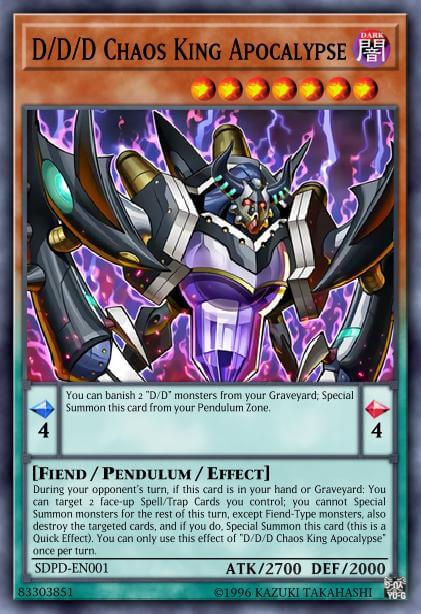 D/D/D Chaos King Apocalypse
DARK
闇
You can banish 2 "D/D" monsters from your Graveyard; Special
Summon this card from your Pendulum Zone.
4
4
[Fiend / Pendulum / Effect]
During your opponent's turn, if this card is in your hand or Graveyard: You
can target 2 face-up Spell/Trap Cards you control; you cannot Special
Summon monsters for the rest of this turn, except Fiend-Type monsters, also
destroy the targeted cards, and if you do, Special Summon this card (this is a
Quick Effect). You can only use this effect of "D/D/D Chaos King Apocalypse"
once per turn.
SDPD-EN001
ATK/2700 DEF/2000
83303851
©1996 KAZUKI TAKAHASHI